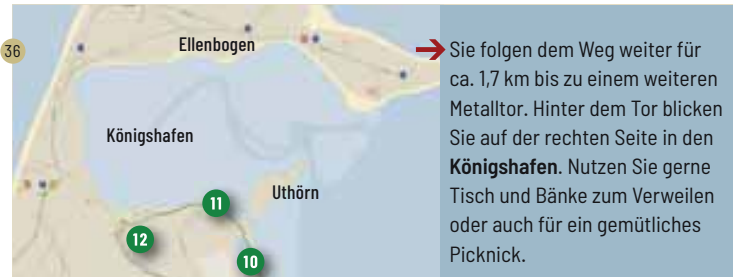 36
Ellenbogen
Königshafen
Uthörn
11
12
10
Sie folgen dem Weg weiter für
ca. 1,7 km bis zu einem weiteren
Metalltor. Hinter dem Tor blicken
Sie auf der rechten Seite in den
Königshafen. Nutzen Sie gerne
Tisch und Bänke zum Verweilen
oder auch für ein gemütliches
Picknick.